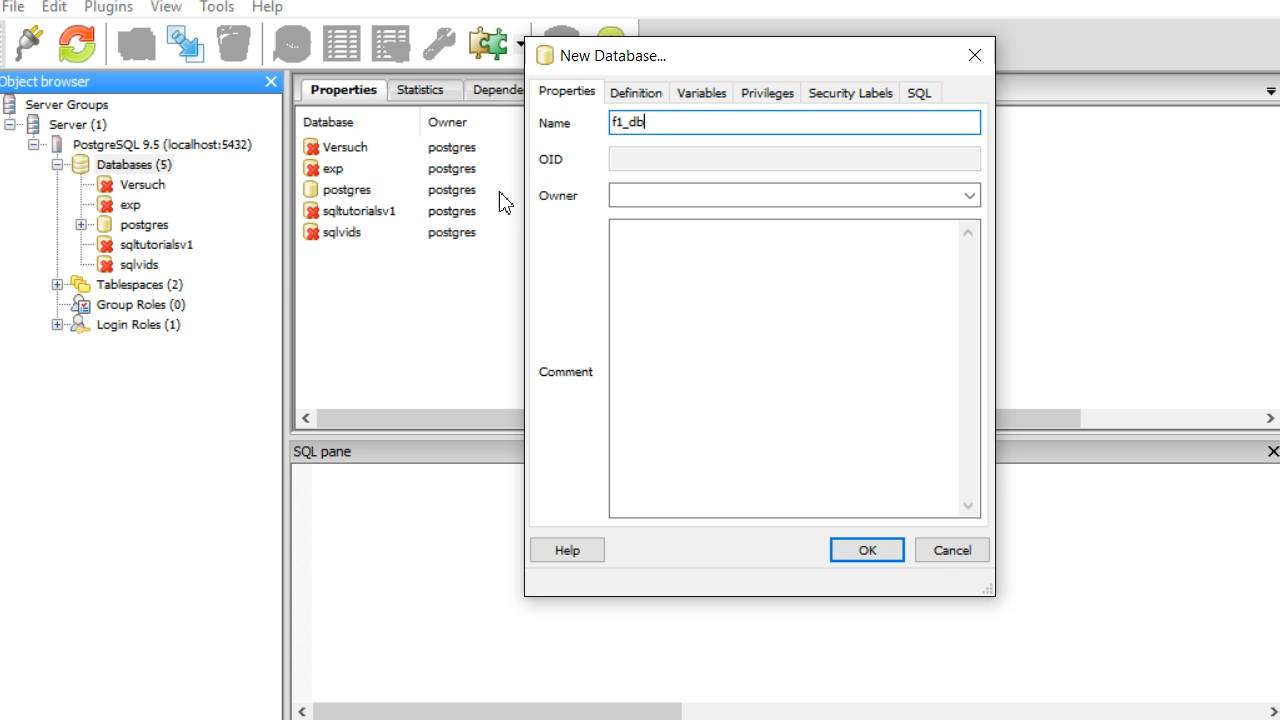 File Edit Plugins View Tools Help
Object browser
Server Groups
Server (1)
PostgreSQL 9.5 (localhost:5432)
Databases (5)
Versuch
exp
postgres
sqltutorialsv1
sqlvids
Tablespaces (2)
Group Roles (0)
Login Roles (1)
Properties Statistics Depende
Database Owner
Versuch postgres
exp postgres
postgres postgres
sqltutorialsv1 postgres
sqlvids postgres
SQL pane
New Database...
Properties Definition Variables Privileges Security Labels SQL
Name f1_db
OID
Owner
Comment
Help OK Cancel